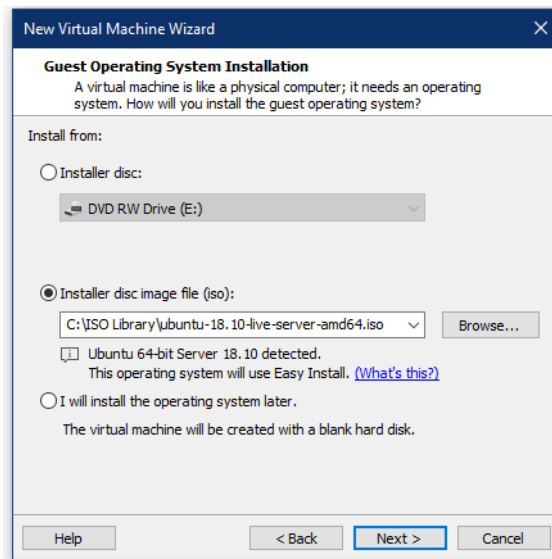 New Virtual Machine Wizard
Guest Operating System Installation
A virtual machine is like a physical computer; it needs an operating
system. How will you install the guest operating system?
Install from:
Installer disc:
DVD RW Drive (E:)
Installer disc image file (iso):
C:\ISO Library\ubuntu-18.10-live-server-amd64.iso
Browse...
Ubuntu 64-bit Server 18.10 detected.
This operating system will use Easy Install. (What's this?)
I will install the operating system later.
The virtual machine will be created with a blank hard disk.
Help < Back Next > Cancel